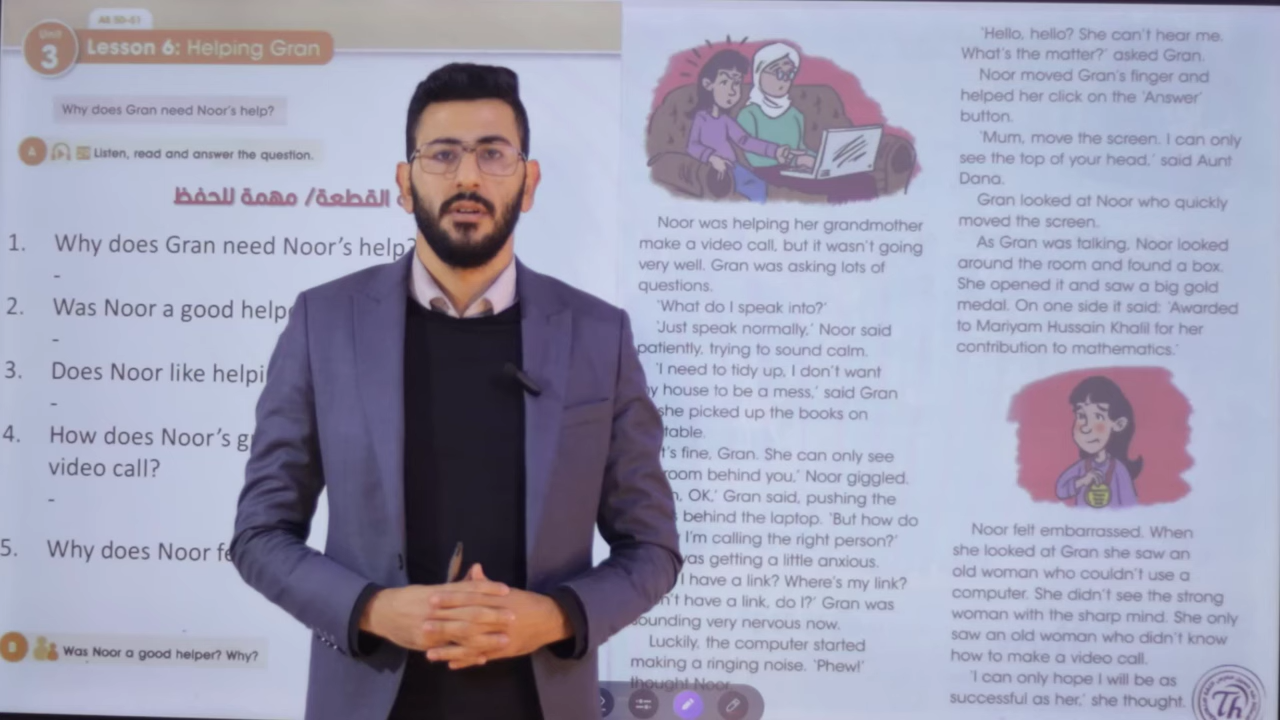 AB 50-51
Unit
3
Lesson 6: Helping Gran
Why does Gran need Noor's help?
A
Listen, read and answer the question.
القطعة/ مهمة للحفظ
1. Why does Gran need Noor's help?
-
2. Was Noor a good
-
3. Does Noor like
-
4. How does Noor's
video call?
-
5. Why does Noor
B
Was Noor a good helper? Why?
Noor was helping her grandmother
make a video call, but it wasn't going
very well. Gran was asking lots of
questions.
'What do I speak into?'
'Just speak normally,' Noor said
patiently, trying to sound calm.
'I need to tidy up, I don't want
house to be a mess,' said Gran
she picked up the books on
table.
fine, Gran. She can only see
room behind you,' Noor giggled.
OK,' Gran said, pushing the
behind the laptop. 'But how do
I'm calling the right person?'
was getting a little anxious.
I have a link? Where's my link?
have a link, do I?' Gran was
sounding very nervous now.
Luckily, the computer started
making a ringing noise. 'Phew!'
thought Noor
'Hello, hello? She can't hear me.
What's the matter?' asked Gran.
Noor moved Gran's finger and
helped her click on the 'Answer'
button.
'Mum, move the screen. I can only
see the top of your head,' said Aunt
Dana.
Gran looked at Noor who quickly
moved the screen.
As Gran was talking, Noor looked
around the room and found a box.
She opened it and saw a big gold
medal. On one side it said: 'Awarded
to Mariyam Hussain Khalil for her
contribution to mathematics.'
Noor felt embarrassed. When
she looked at Gran she saw an
old woman who couldn't use a
computer. She didn't see the strong
woman with the sharp mind. She only
saw an old woman who didn't know
how to make a video call.
'I can only hope I will be as
successful as her,' she thought.
Th